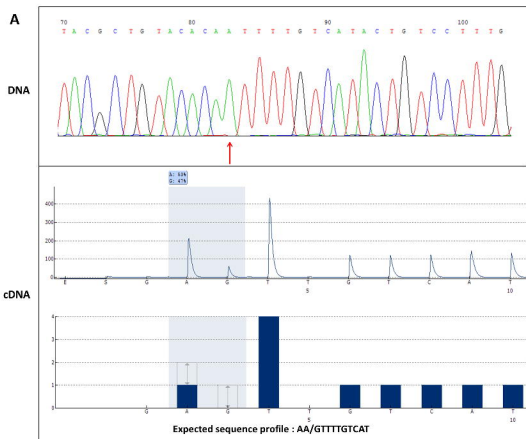 A
70 80 90 100
T A C G C T G T A C A C A A T T T T G T C A T A C T G T C C T T T G
DNA
G: 47%
400
300
200
100
0
E S G A G T T G T C A T
5 10
cDNA
4
3
2
1
0
G A G T T G T C A T
5 10
Expected sequence profile : AA/GTTTTGTCAT